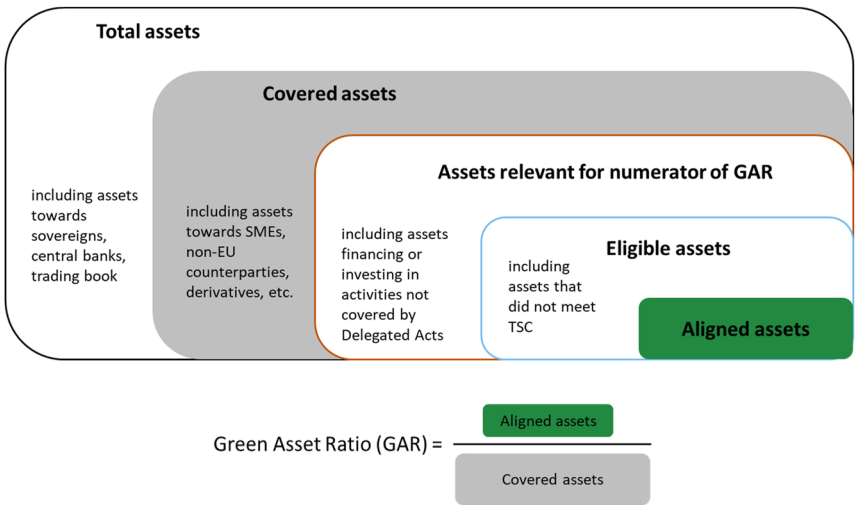 Total assets
Covered assets
Assets relevant for numerator of GAR
including assets
towards
sovereigns,
central banks,
trading book
including assets
towards SMEs,
non-EU
counterparties,
derivatives, etc.
including assets
financing or
investing in
activities not
covered by
Delegated Acts
Eligible assets
including
assets that
did not meet
TSC
Aligned assets
Green Asset Ratio (GAR) =
Aligned assets
Covered assets